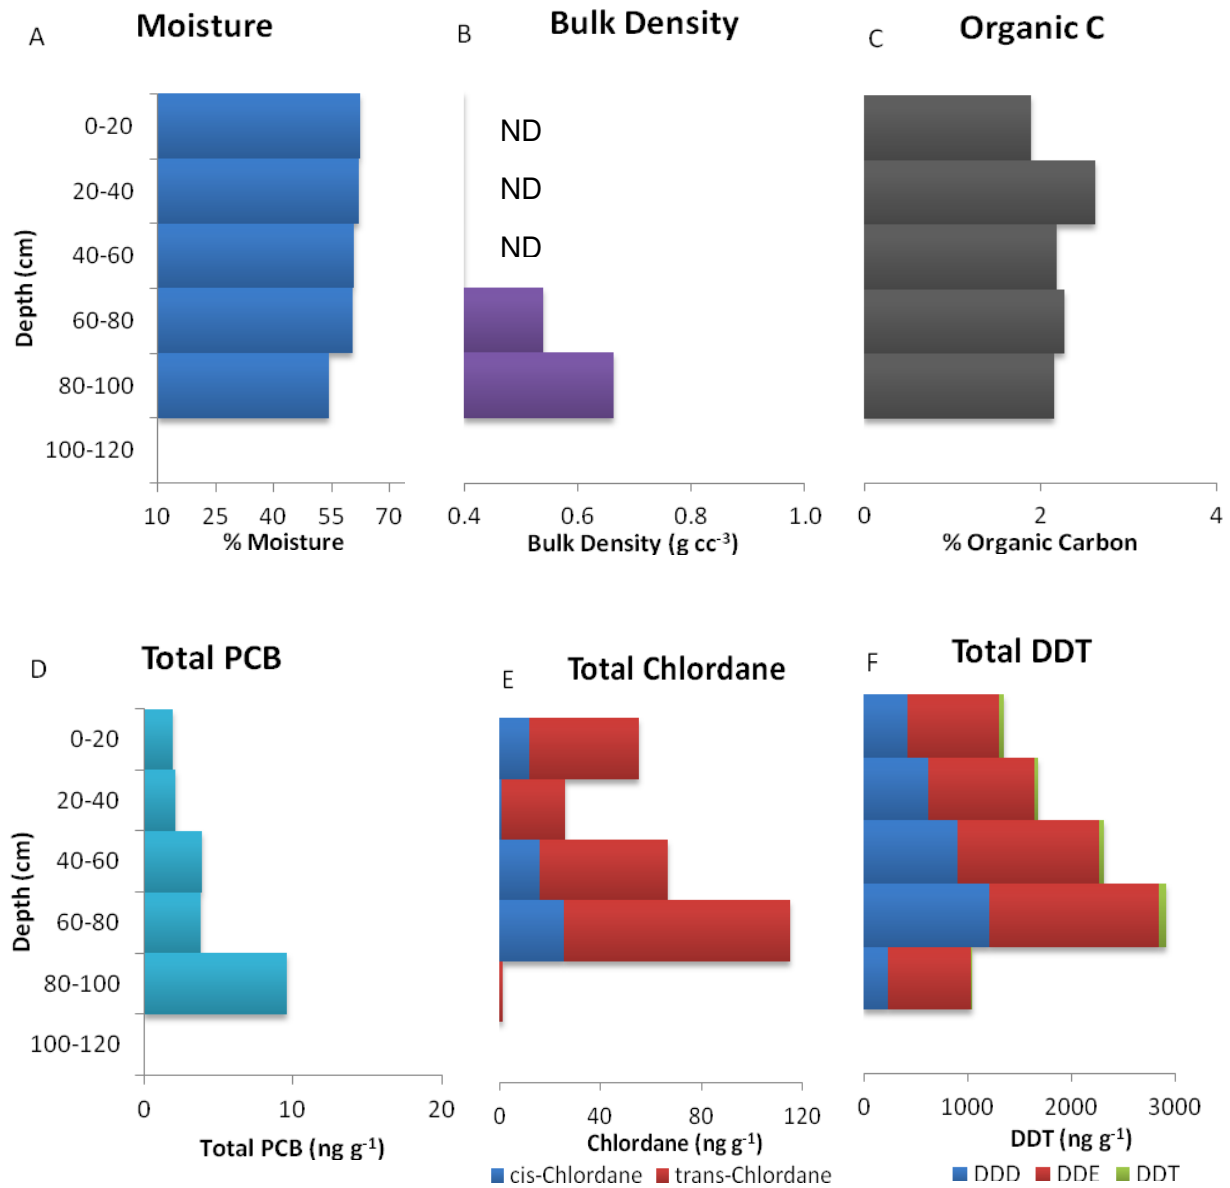 A Moisture
B Bulk Density
C Organic C
Depth (cm)
0-20
20-40
40-60
60-80
80-100
100-120
10 25 40 55 70
% Moisture
ND
ND
ND
0.4 0.6 0.8 1.0
Bulk Density (g cc⁻³)
0 2 4
% Organic Carbon
D Total PCB
E Total Chlordane
F Total DDT
Depth (cm)
0-20
20-40
40-60
60-80
80-100
100-120
0 10 20
Total PCB (ng g⁻¹)
0 40 80 120
Chlordane (ng g⁻¹)
cis-Chlordane trans-Chlordane
0 1000 2000 3000
DDT (ng g⁻¹)
DDD DDE DDT